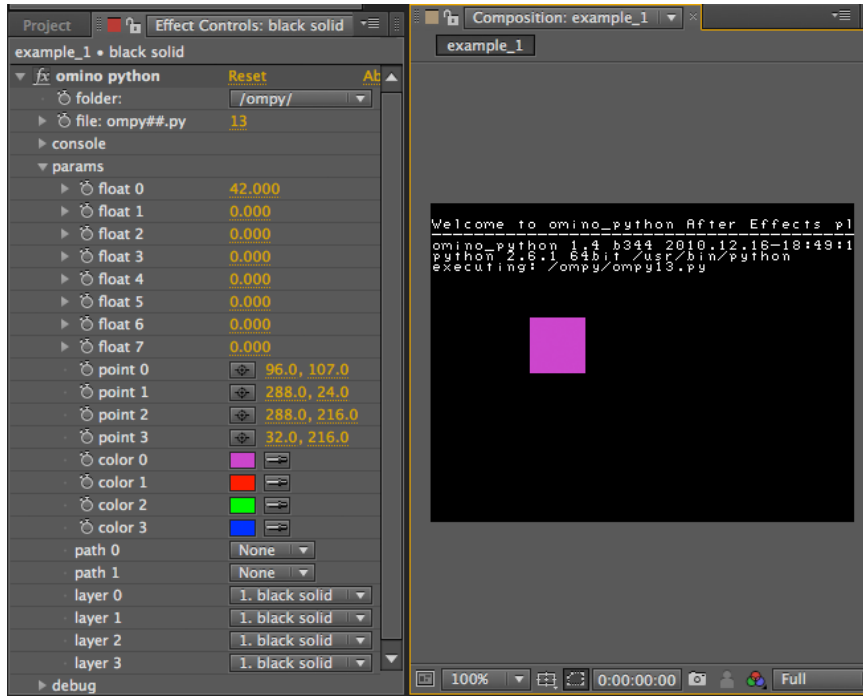 Project
Effect Controls: black solid
example_1 • black solid
fx omino python Reset Ab
folder: /ompy/
file: ompy##.py 13
console
params
float 0 42.000
float 1 0.000
float 2 0.000
float 3 0.000
float 4 0.000
float 5 0.000
float 6 0.000
float 7 0.000
point 0 96.0, 107.0
point 1 288.0, 24.0
point 2 288.0, 216.0
point 3 32.0, 216.0
color 0
color 1
color 2
color 3
path 0 None
path 1 None
layer 0 1. black solid
layer 1 1. black solid
layer 2 1. black solid
layer 3 1. black solid
debug
Composition: example_1
example_1
Welcome to omino_python After Effects pl
omino_python 1.4 b344 2010.12.16-18:49:1
python 2.6.1 64bit /usr/bin/python
executing: /ompy/ompy13.py
100% 0:00:00:00 Full